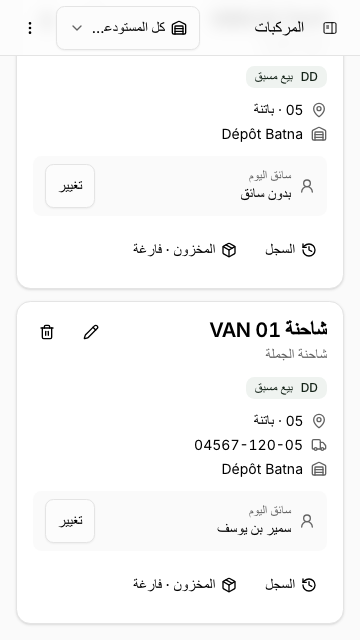 المركبات
كل المستودع...
DD بيع مسبق
05 · باتنة
Dépôt Batna
سائق اليوم
بدون سائق
تغيير
السجل
المخزون · فارغة
شاحنة VAN 01
شاحنة الجملة
DD بيع مسبق
05 · باتنة
04567-120-05
Dépôt Batna
سائق اليوم
سمير بن يوسف
تغيير
السجل
المخزون · فارغة